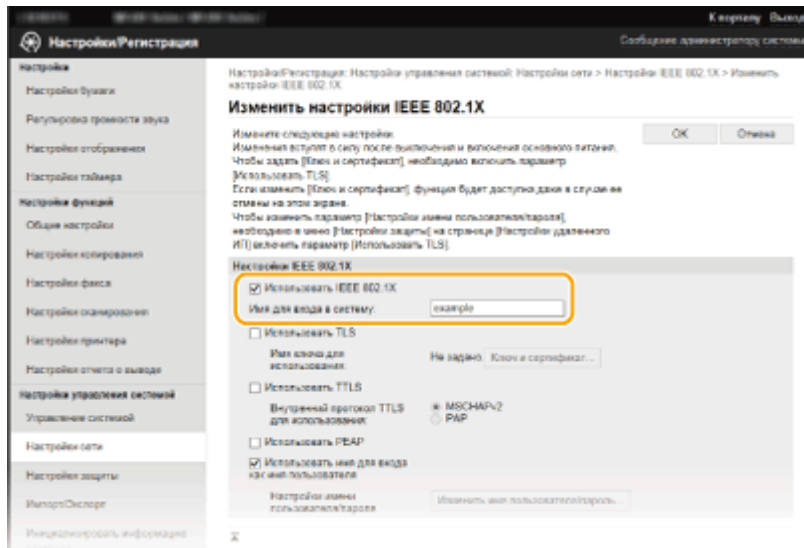 К порталу Выход
Настройки/Регистрация
Сообщение администратору системы
Настройки
Настройки бумаги
Регулировка громкости звука
Настройки отображения
Настройки таймера
Настройки функций
Общие настройки
Настройки копирования
Настройки факса
Настройки сканирования
Настройки принтера
Настройки отчета о выводе
Настройки управления системой
Управление системой
Настройки сети
Настройки защиты
Импорт/Экспорт
Инициализировать информацию
Настройки/Регистрация: Настройки управления системой: Настройки сети > Настройки IEEE 802.1X > Изменить
настройки IEEE 802.1X
Изменить настройки IEEE 802.1X
Измените следующие настройки.
OK Отмена
Изменения вступят в силу после выключения и включения основного питания.
Чтобы задать [Ключ и сертификат], необходимо включить параметр
[Использовать TLS].
Если изменить [Ключ и сертификат], функция будет доступна даже в случае ее
отмены на этом экране.
Чтобы изменить параметр [Настройки имени пользователя/пароля],
необходимо в меню [Настройки защиты] на странице [Настройки удаленного
ИП] включить параметр [Использовать TLS].
Настройки IEEE 802.1X
Использовать IEEE 802.1X
Имя для входа в систему: example
Использовать TLS
Имя ключа для
использования: Не задано. Ключ и сертификат...
Использовать TTLS
Внутренний протокол TTLS
для использования: MSCHAPv2
PAP
Использовать PEAP
Использовать имя для входа
как имя пользователя
Настройки имени
пользователя/пароля Изменить имя пользователя/пароль...